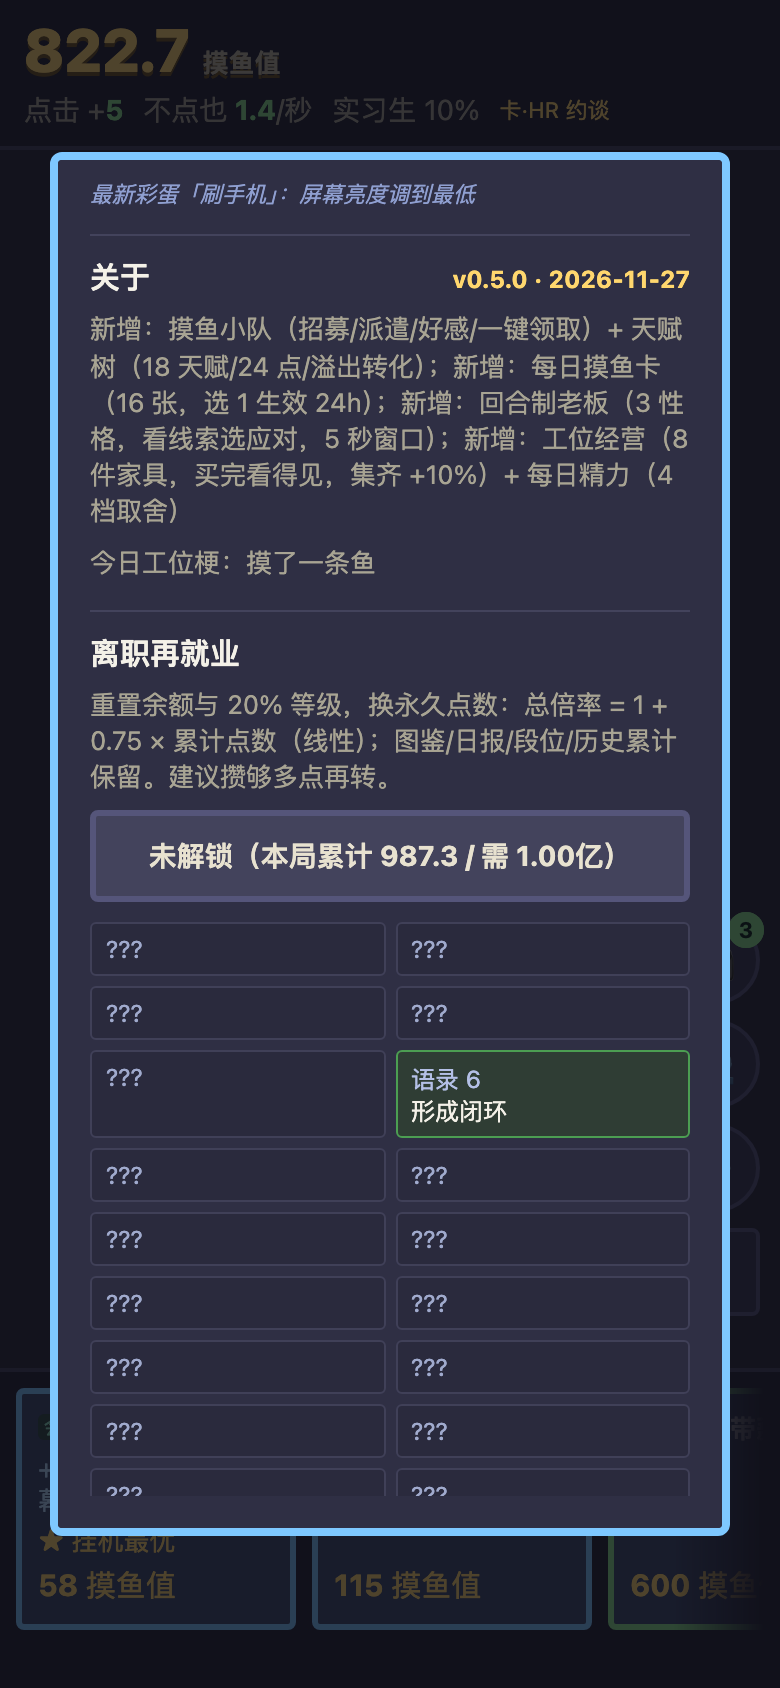 822.7 摸鱼值
点击 +5 不点也 1.4/秒 实习生 10% 卡·HR 约谈
最新彩蛋「刷手机」：屏幕亮度调到最低
关于 v0.5.0 · 2026-11-27
新增：摸鱼小队（招募/派遣/好感/一键领取）+ 天赋
树（18 天赋/24 点/溢出转化）；新增：每日摸鱼卡
（16 张，选 1 生效 24h）；新增：回合制老板（3 性
格，看线索选应对，5 秒窗口）；新增：工位经营（8
件家具，买完看得见，集齐 +10%）+ 每日精力（4
档取舍）
今日工位梗：摸了一条鱼
离职再就业
重置余额与 20% 等级，换永久点数：总倍率 = 1 +
0.75 × 累计点数（线性）；图鉴/日报/段位/历史累计
保留。建议攒够多点再转。
未解锁（本局累计 987.3 / 需 1.00亿）
3
??? ???
??? ???
??? 语录 6
形成闭环
??? ???
??? ???
??? ???
??? ???
??? ???
??? ???
挂机最优
58 摸鱼值 115 摸鱼值 600 摸鱼